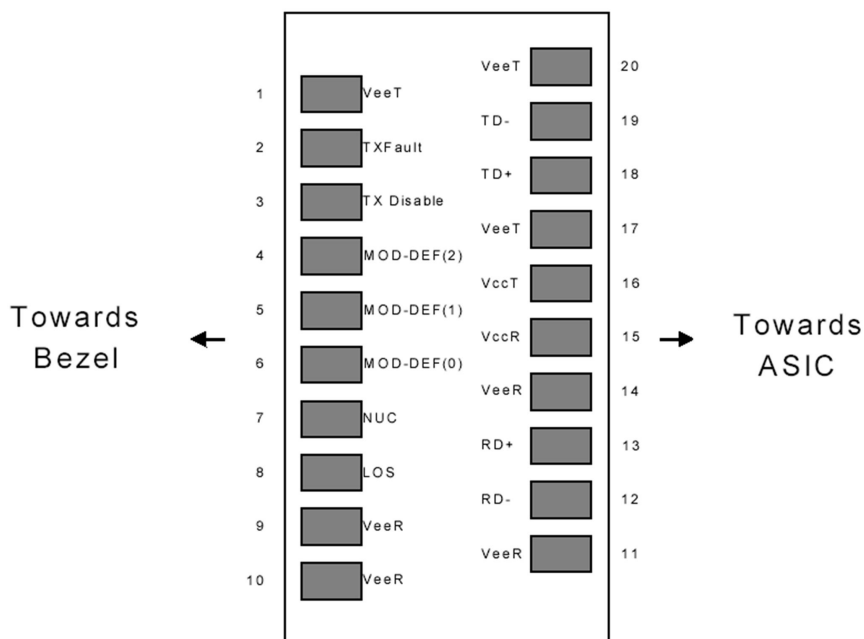 VeeT 20
1 VeeT
TD- 19
2 TXFault
TD+ 18
3 TX Disable
VeeT 17
4 MOD-DEF(2)
VccT 16
5 MOD-DEF(1)
Towards
Bezel
VccR 15
Towards
ASIC
6 MOD-DEF(0)
VeeR 14
7 NUC
RD+ 13
8 LOS
RD- 12
9 VeeR
VeeR 11
10 VeeR